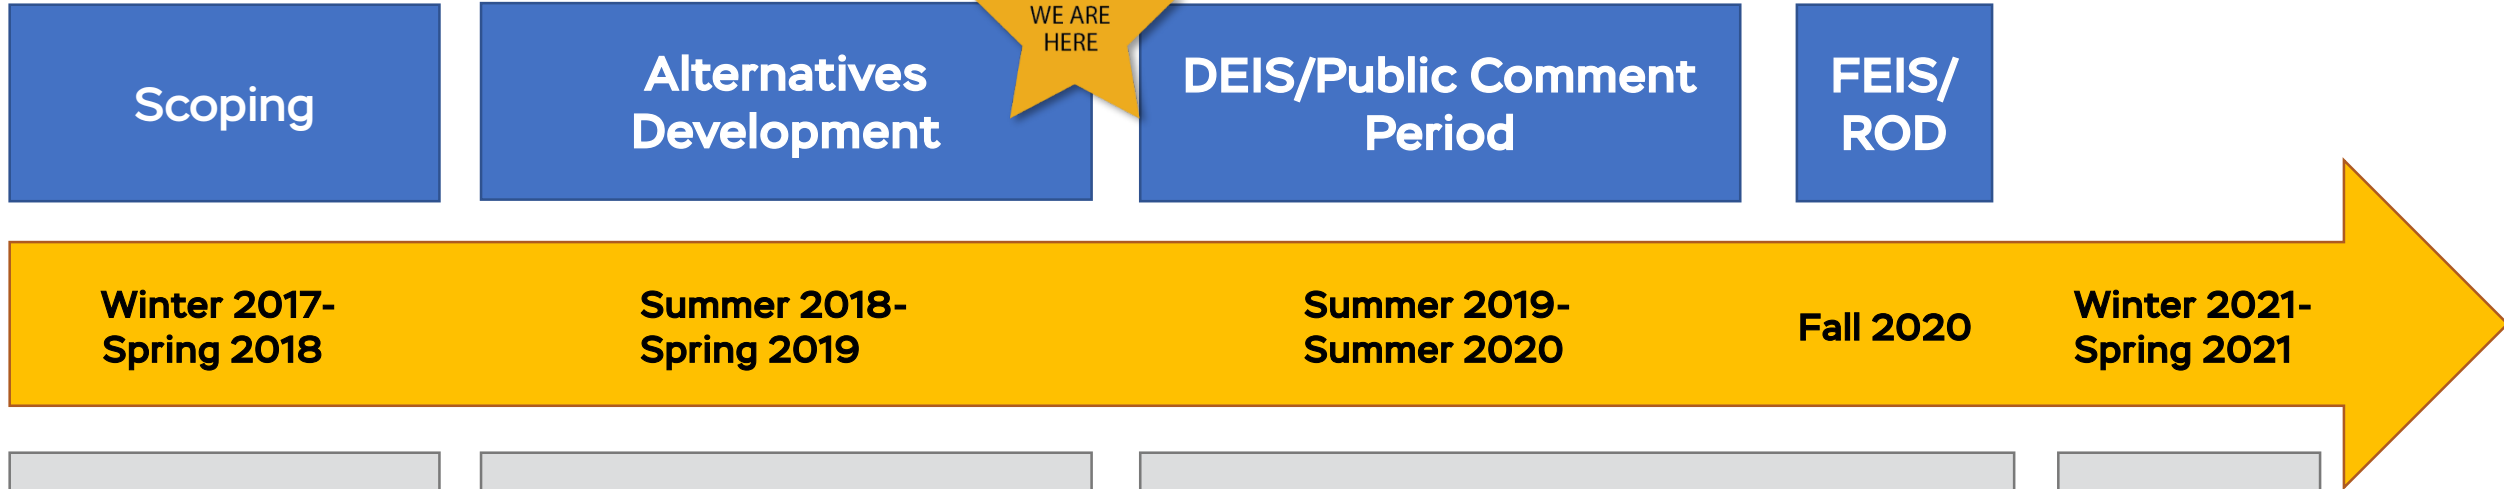 Scoping
Alternatives
Development
WE ARE
HERE
DEIS/Public Comment
Period
FEIS/
ROD
Winter 2017-
Spring 2018
Summer 2018-
Spring 2019
Summer 2019-
Summer 2020
Fall 2020
Winter 2021-
Spring 2021